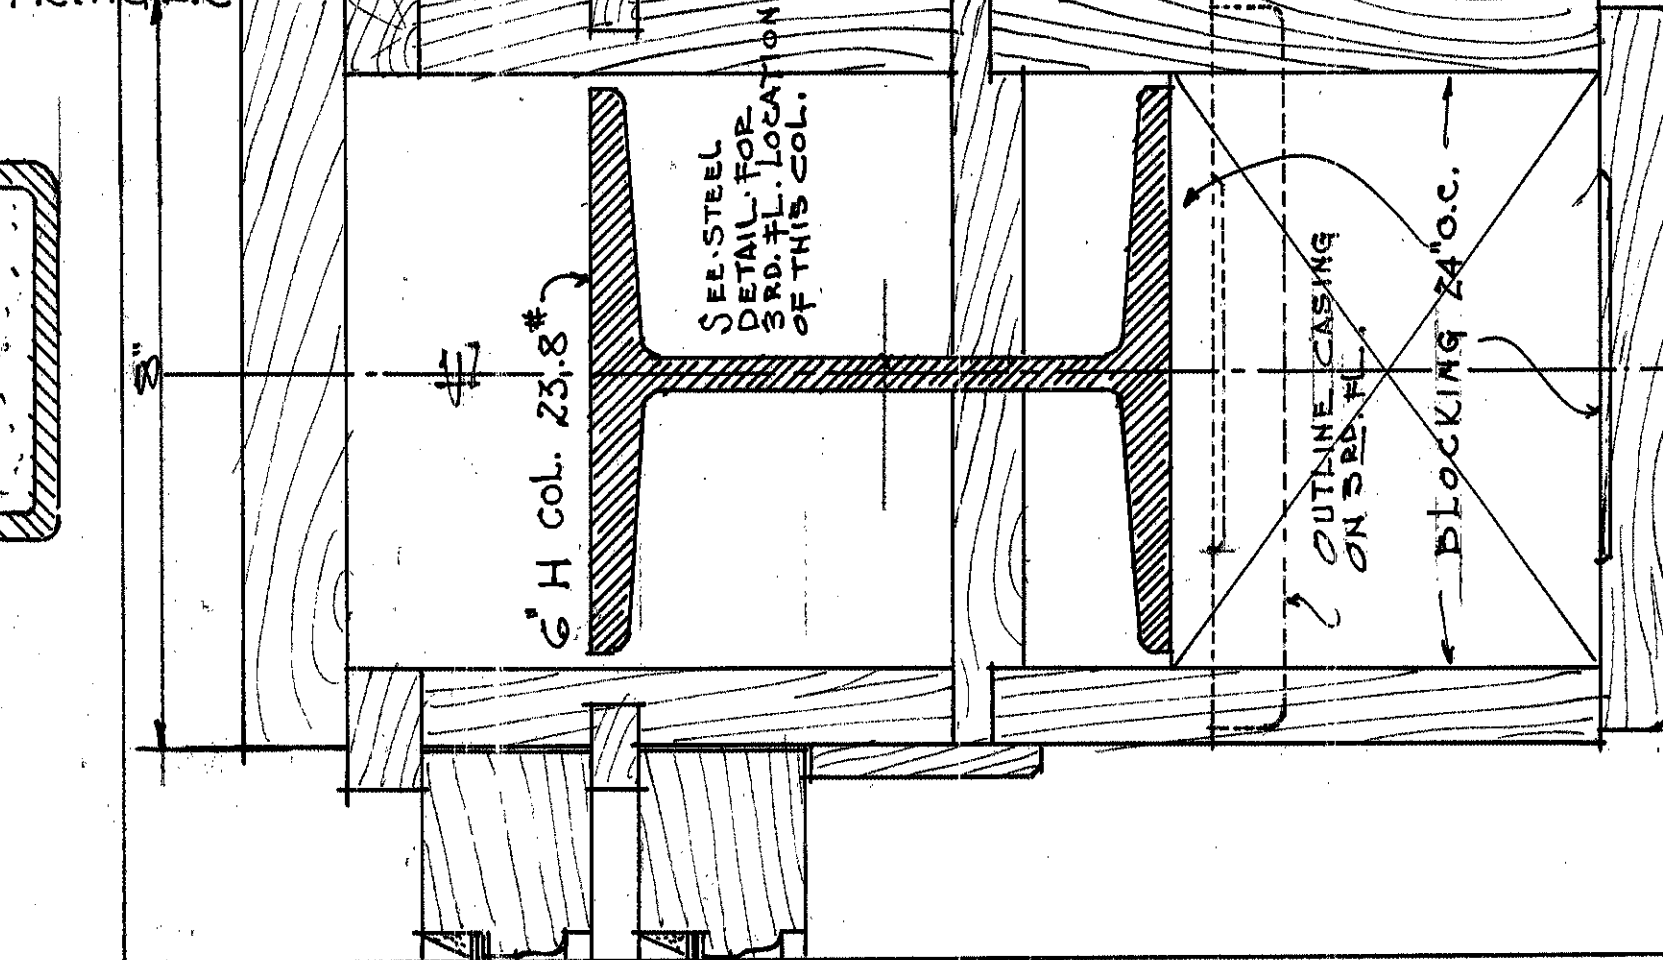 8"
6" H COL. 23.8#
SEE. STEEL
DETAIL. FOR
3RD. FL. LOCATION
OF THIS COL.
OUTLINE CASING
ON 3RD. FL.
BLOCKING 24" O.C.